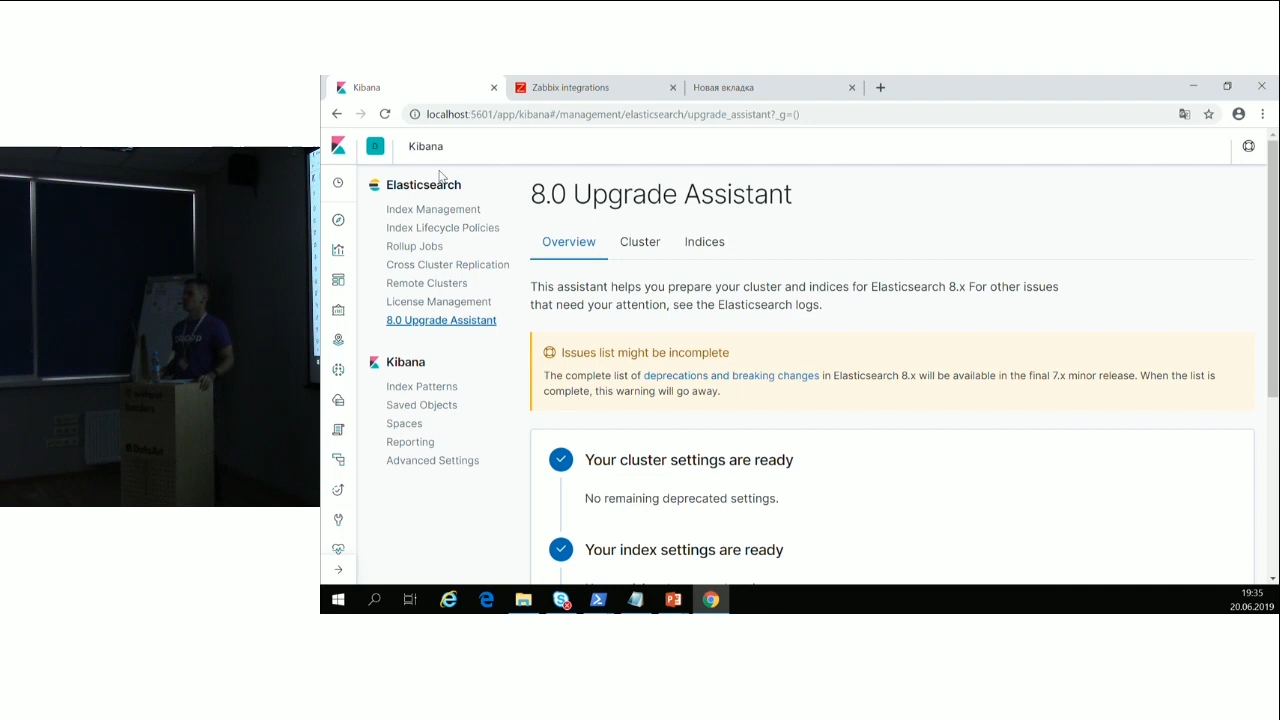 Kibana
Zabbix integrations
Новая вкладка
localhost:5601/app/kibana#/management/elasticsearch/upgrade_assistant?_g=()
D
Kibana
Elasticsearch
Index Management
Index Lifecycle Policies
Rollup Jobs
Cross Cluster Replication
Remote Clusters
License Management
8.0 Upgrade Assistant
Kibana
Index Patterns
Saved Objects
Spaces
Reporting
Advanced Settings
8.0 Upgrade Assistant
Overview Cluster Indices
This assistant helps you prepare your cluster and indices for Elasticsearch 8.x For other issues
that need your attention, see the Elasticsearch logs.
Issues list might be incomplete
The complete list of deprecations and breaking changes in Elasticsearch 8.x will be available in the final 7.x minor release. When the list is
complete, this warning will go away.
Your cluster settings are ready
No remaining deprecated settings.
Your index settings are ready
19:35
20.06.2019
DataArt